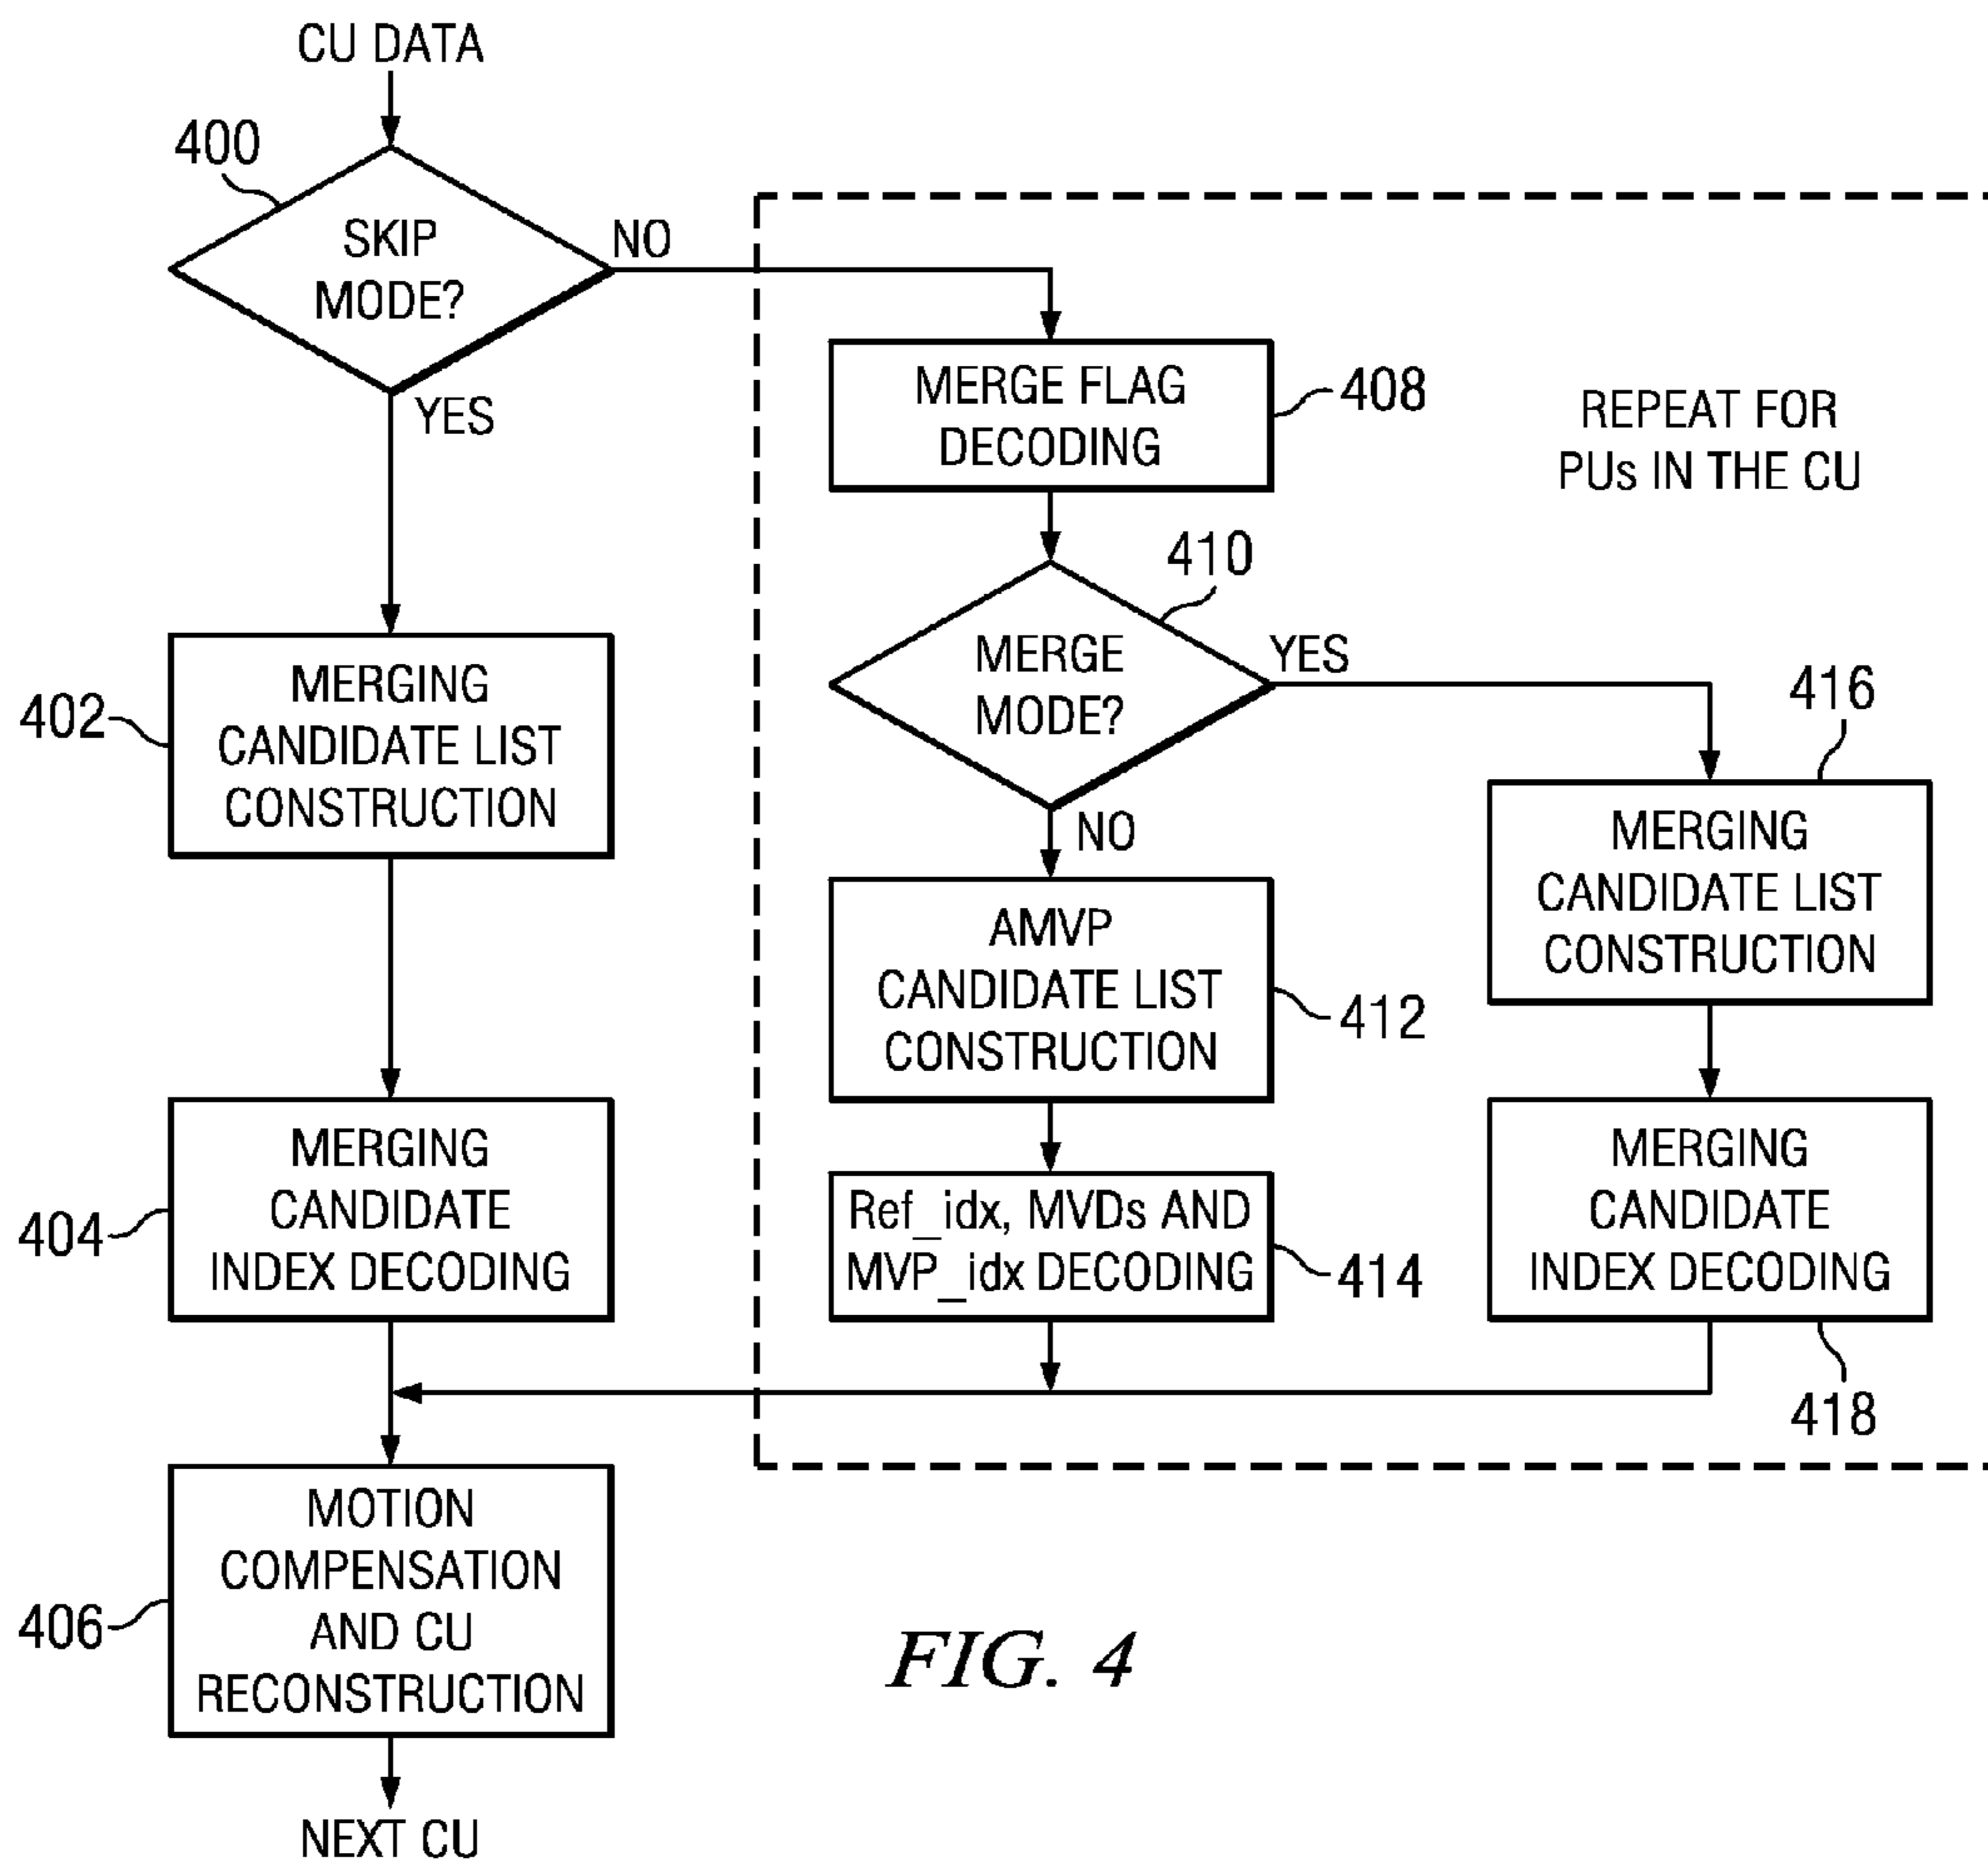 CU DATA
400
SKIP
MODE?
NO
YES
MERGE FLAG
DECODING
408
REPEAT FOR
PUs IN THE CU
410
MERGE
MODE?
YES
NO
402
MERGING
CANDIDATE LIST
CONSTRUCTION
416
MERGING
CANDIDATE LIST
CONSTRUCTION
AMVP
CANDIDATE LIST
CONSTRUCTION
412
404
MERGING
CANDIDATE
INDEX DECODING
Ref_idx, MVDs AND
MVP_idx DECODING
414
MERGING
CANDIDATE
INDEX DECODING
418
406
MOTION
COMPENSATION
AND CU
RECONSTRUCTION
NEXT CU
FIG. 4